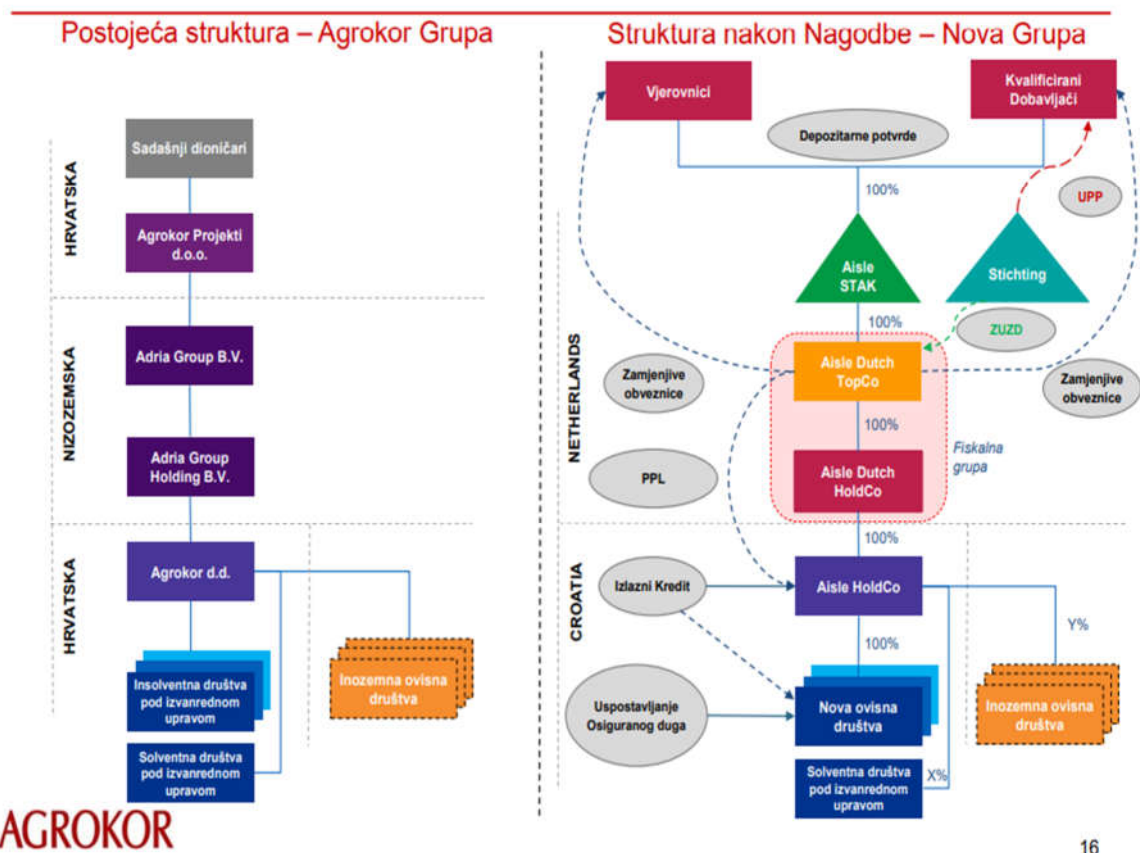 Postojeća struktura – Agrokor Grupa
HRVATSKA
NIZOZEMSKA
HRVATSKA
Sadašnji dioničari
Agrokor Projekti
d.o.o.
Adria Group B.V.
Adria Group
Holding B.V.
Agrokor d.d.
Insolventna društva
pod izvanrednom
upravom
Inozemna ovisna
društva
Solventna društva
pod izvanrednom
upravom
Struktura nakon Nagodbe – Nova Grupa
NETHERLANDS
CROATIA
Vjerovnici
Kvalificirani
Dobavljači
Depozitarne potvrde
100%
UPP
Aisle
STAK
Stichting
100%
ZUZD
Aisle Dutch
TopCo
Zamjenjive
obveznice
Zamjenjive
obveznice
100%
Fiskalna
grupa
PPL
Aisle Dutch
HoldCo
100%
Izlazni Kredit
Aisle HoldCo
100%
Y%
Uspostavljanje
Osiguranog duga
Nova ovisna
društva
Inozemna ovisna
društva
Solventna društva
pod izvanrednom
upravom
X%
AGROKOR
16